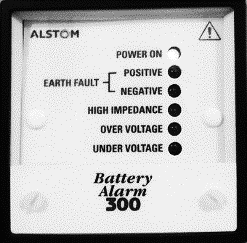 ALSTOM
POWER ON
EARTH FAULT
POSITIVE
NEGATIVE
HIGH IMPEDANCE
OVER VOLTAGE
UNDER VOLTAGE
Battery
Alarm
300